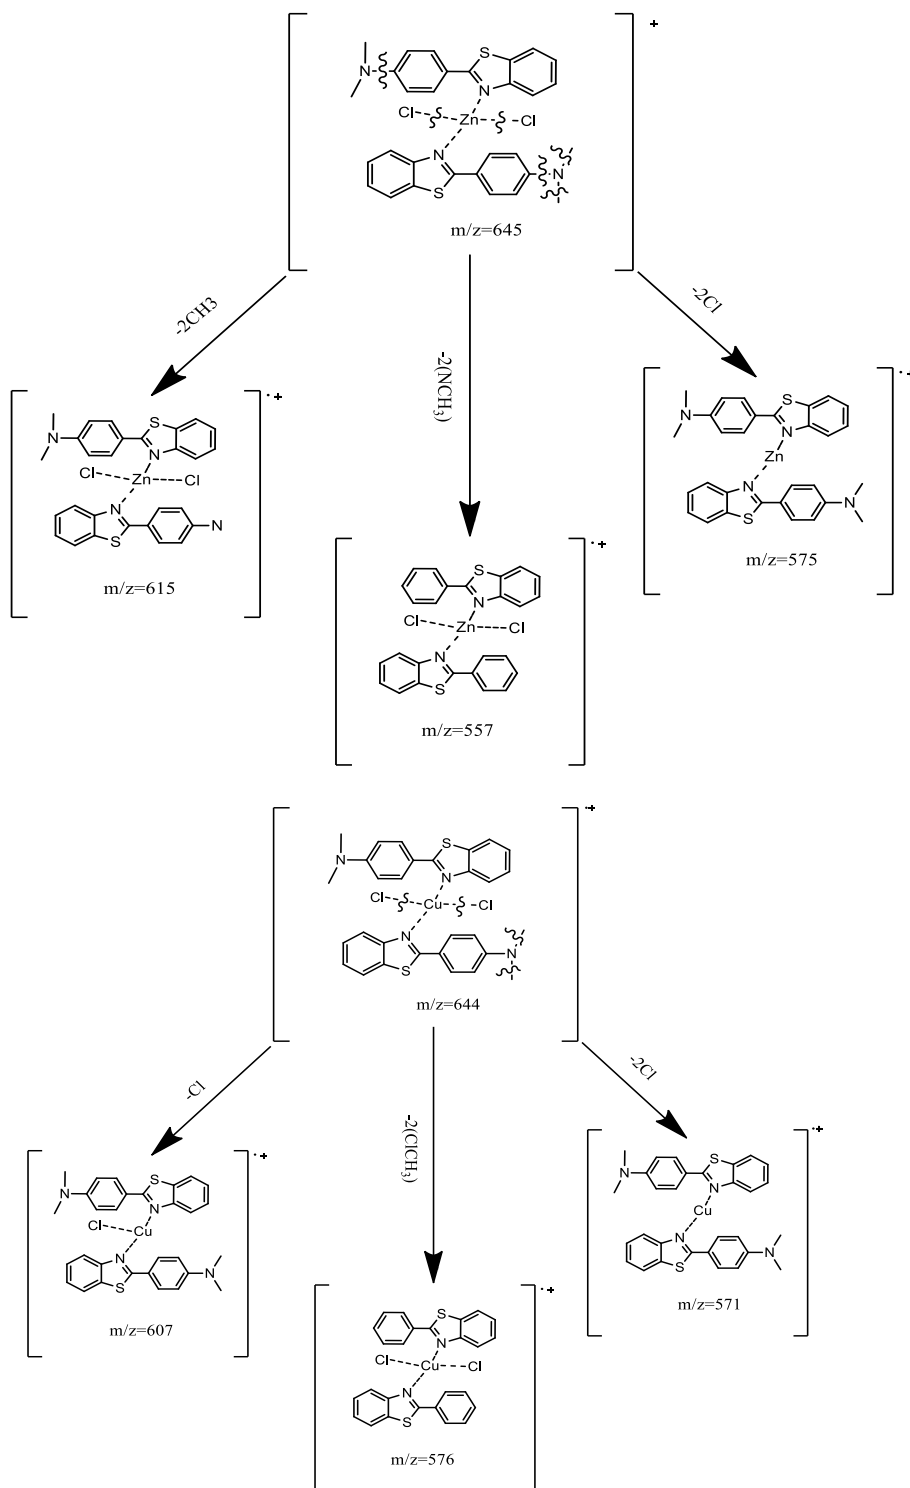 +
S
N
N
Cl
Zn
Cl
N
N
S
m/z=645
-2CH3
-2(NCH3)
-2Cl
·+
S
N
N
Cl
Zn
Cl
N
N
S
m/z=615
·+
S
N
Cl
Zn
Cl
N
S
m/z=557
S
N
N
Zn
N
N
S
m/z=575
·+
S
N
N
Cl
Cu
Cl
N
N
S
m/z=644
-Cl
-2(ClCH3)
-2Cl
·+
S
N
N
Cl
Cu
N
N
S
m/z=607
·+
S
N
Cl
Cu
Cl
N
S
m/z=576
·+
S
N
N
Cu
N
N
S
m/z=571